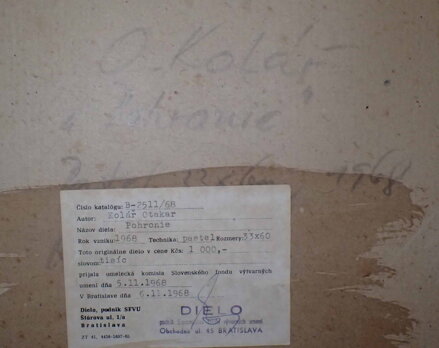 O. Kolář
"Pohronie"
1968
Číslo katalógu: B-2511/68
Autor: Kolár Otakar
Názov diela: Pohronie
Rok vzniku: 1968 Technika: pastel Rozmery: 33x60
Toto originálne dielo v cene Kčs: 1 000,-
slovom: tisíc
prijala umelecká komisia Slovenského fondu výtvarných
umení dňa 5.11.1968
V Bratislave dňa 6.11.1968
Dielo, podnik SFVU
Štúrova ul. 1/a
Bratislava
DIELO
Obchodná ul. 45 BRATISLAVA